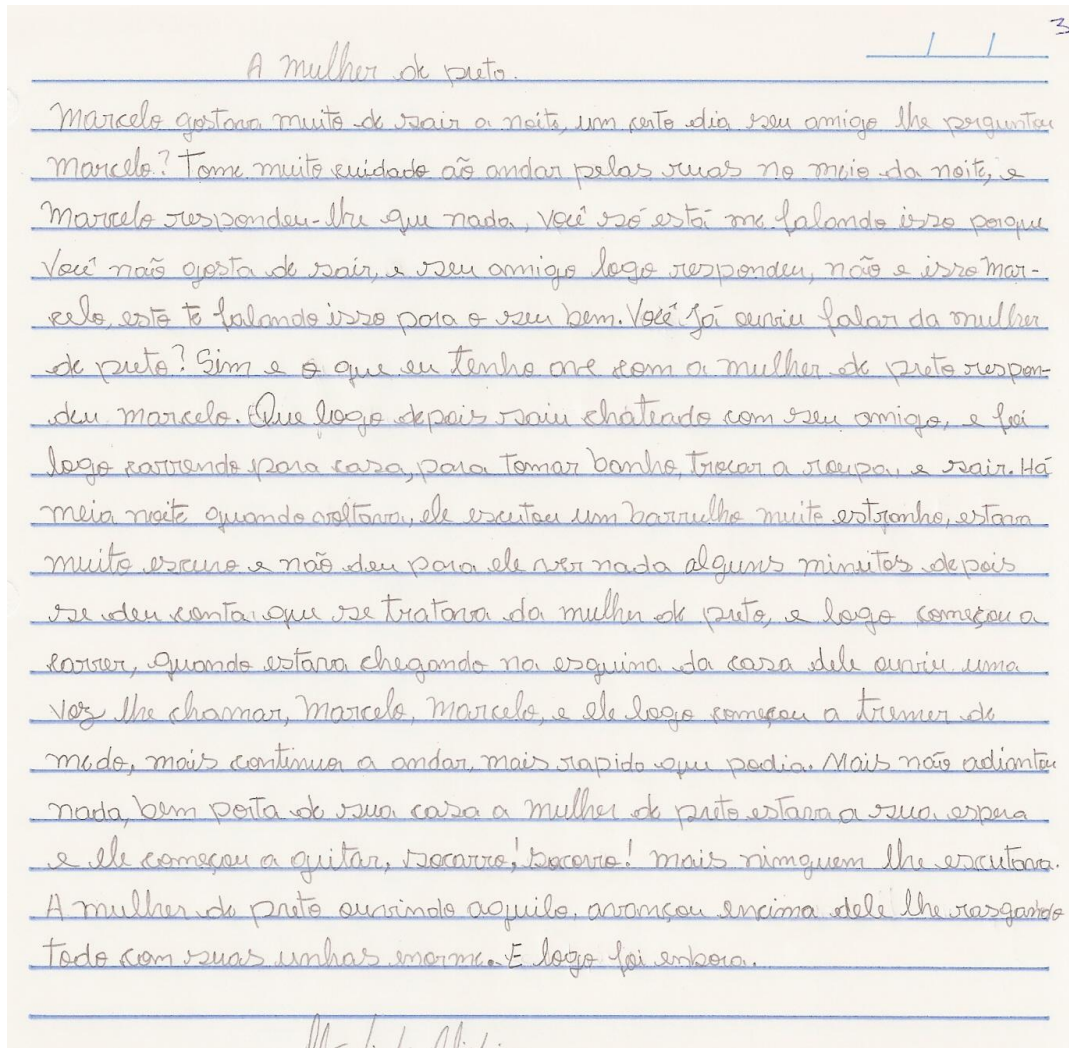 3
A mulher de preto.
Marcelo gostava muito de sair a noite, um certo dia seu amigo lhe perguntou
Marcelo? Tome muito cuidado aõ andar pelas ruas no meio da noite, e
Marcelo respondeu-lhe que nada, você só está me falando isso porque
Você não gosta de sair, e seu amigo logo respondeu, não e isso Mar-
celo, estô te falando isso para o seu bem. Você já ouviu falar da mulher
de preto? Sim e o que eu tenho ave com a mulher de preto respon-
deu marcelo. Que logo depois saiu chateado com seu amigo, e foi
logo correndo para casa, para tomar banho, trocar a roupa, e sair. Há
meia noite quando voltava, ele escutou um barrulho muito estranho, estava
muito escuro e não deu para ele ver nada alguns minutos depois
se deu conta que se tratava da mulher de preto, e logo começou a
correr, quando estava chegando na esquina da casa dele ouviu uma
voz lhe chamar, Marcelo, Marcelo, e ele logo começou a tremer de
medo, mais continuou a andar, mais rapido que podia. Mais não adiantou
nada, bem porta de sua casa a mulher de preto estava a sua espera
e ele começou a guitar, socorro! socorro! mais nimguem lhe escutava.
A mulher de preto ouvindo aquilo, avançou encima dele lhe rasgando
todo com suas unhas enorme. E logo foi enbora.